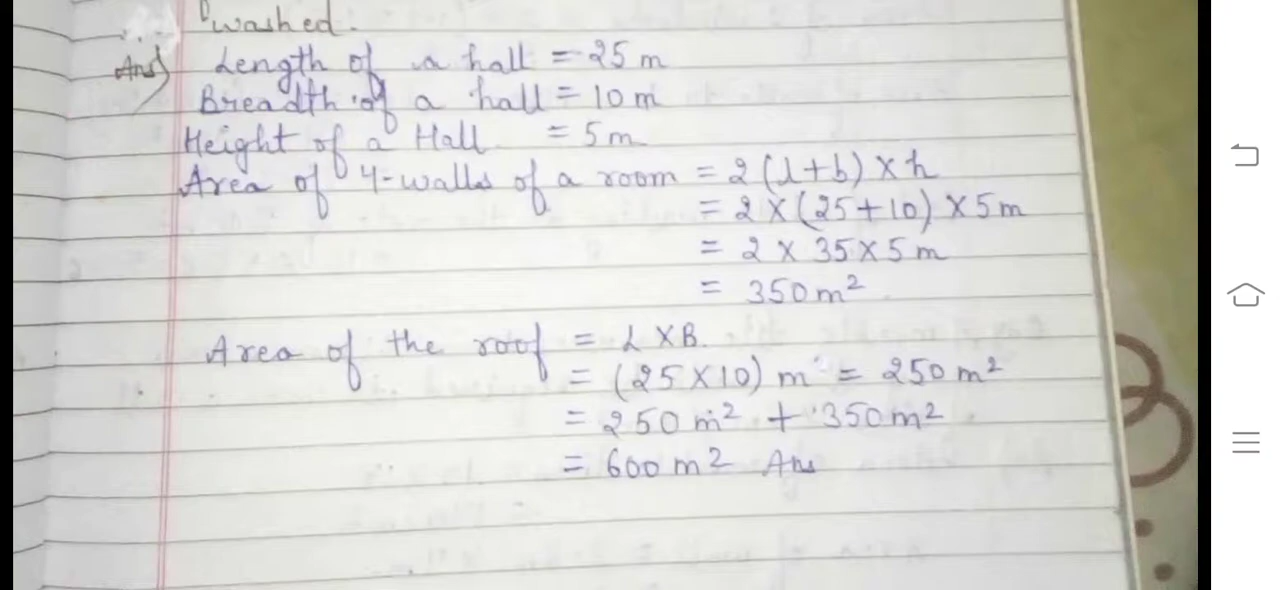 washed.
Ans) Length of a hall = 25 m
Breadth of a hall = 10 m
Height of a Hall = 5 m
Area of 4-walls of a room = 2 (l+b) × h
= 2 × (25+10) × 5 m
= 2 × 35 × 5 m
= 350 m²
Area of the roof = L × B.
= (25 × 10) m = 250 m²
= 250 m² + 350 m²
= 600 m² Ans